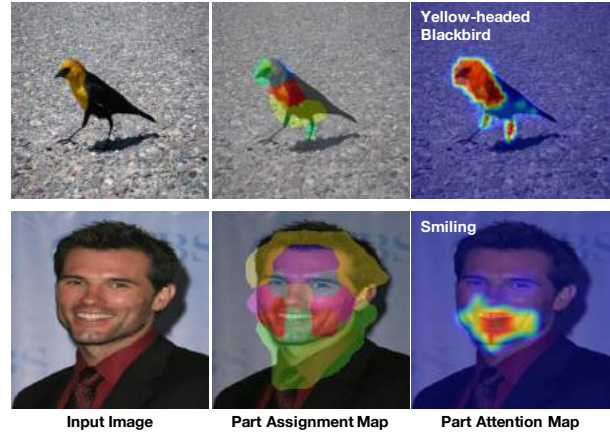 Yellow-headed
Blackbird
Smiling
Input Image
Part Assignment Map
Part Attention Map